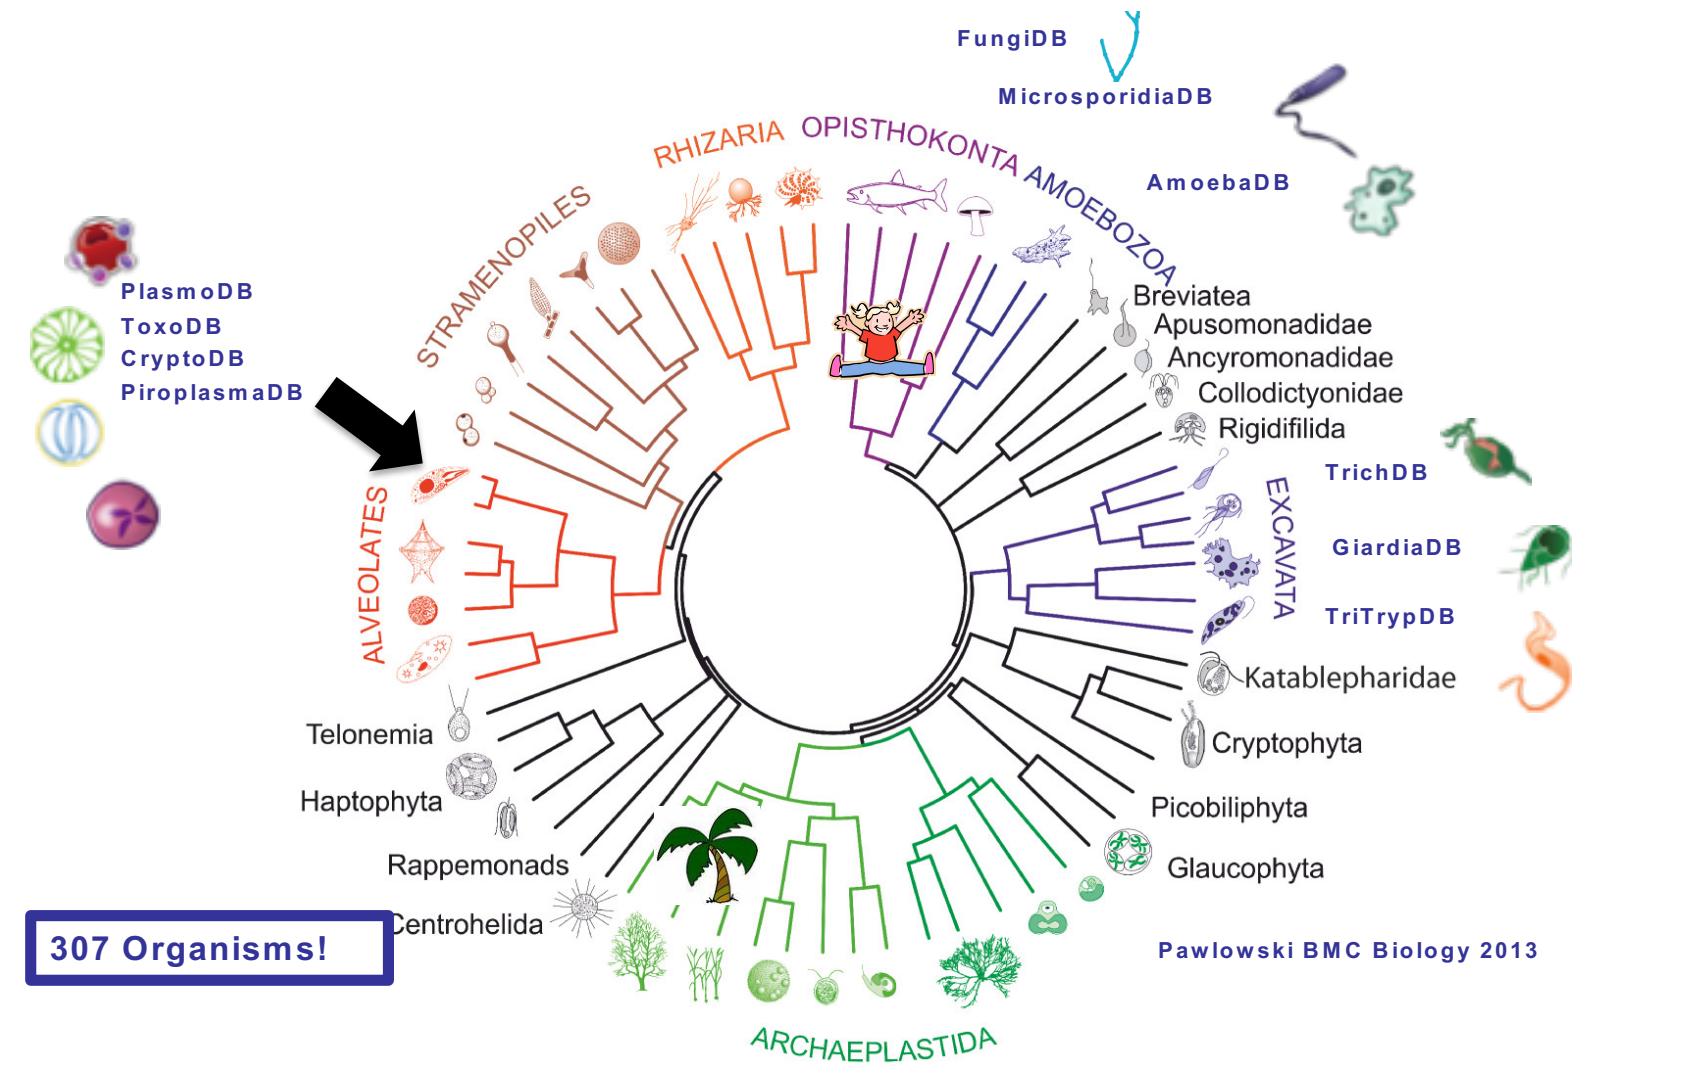 FungiDB
MicrosporidiaDB
RHIZARIA
OPISTHOKONTA
AMOEBOZOA
AmoebaDB
STRAMENOPILES
PlasmoDB
ToxoDB
CryptoDB
PiroplasmaDB
Breviatea
Apusomonadidae
Ancyromonadidae
Collodictyonidae
Rigidifilida
TrichDB
EXCAVATA
GiardiaDB
TriTrypDB
ALVEOLATES
Katablepharidae
Telonemia
Cryptophyta
Haptophyta
Picobiliphyta
Rappemonads
Glaucophyta
Centrohelida
307 Organisms!
Pawlowski BMC Biology 2013
ARCHAEPLASTIDA